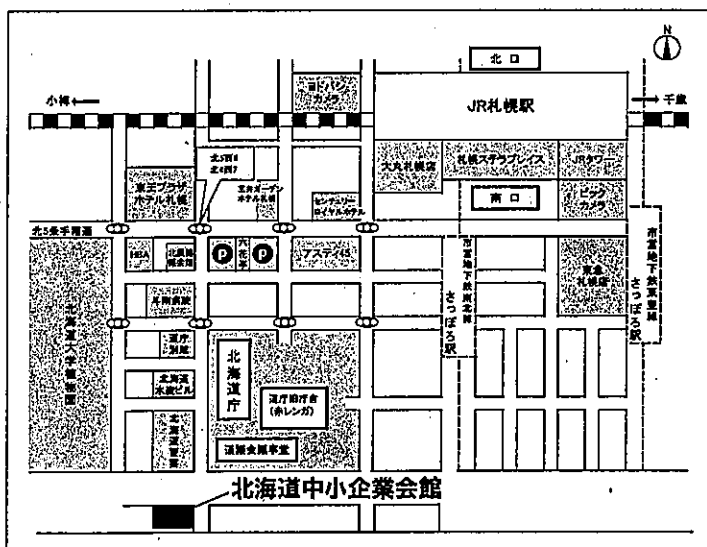 N
北口
ヨドバシ
カメラ
小樽
JR札幌駅
千歳
北5西6
北4西7
大丸札幌店
札幌ステラプレイス
JRタワー
京王プラザ
ホテル札幌
三井ガーデン
ホテル札幌
センチュリー
ロイヤルホテル
南口
ビック
カメラ
北5条手稲通
HBA
P
六花亭
P
アスティ45
市営地下鉄南北線
さっぽろ駅
東急
札幌店
市営地下鉄東豊線
さっぽろ駅
斗南病院
北海道大学植物園
道庁
別館
北海道庁
北海道
水産ビル
道庁旧庁舎
(赤レンガ)
北海道警察
道議会議事堂
北海道中小企業会館